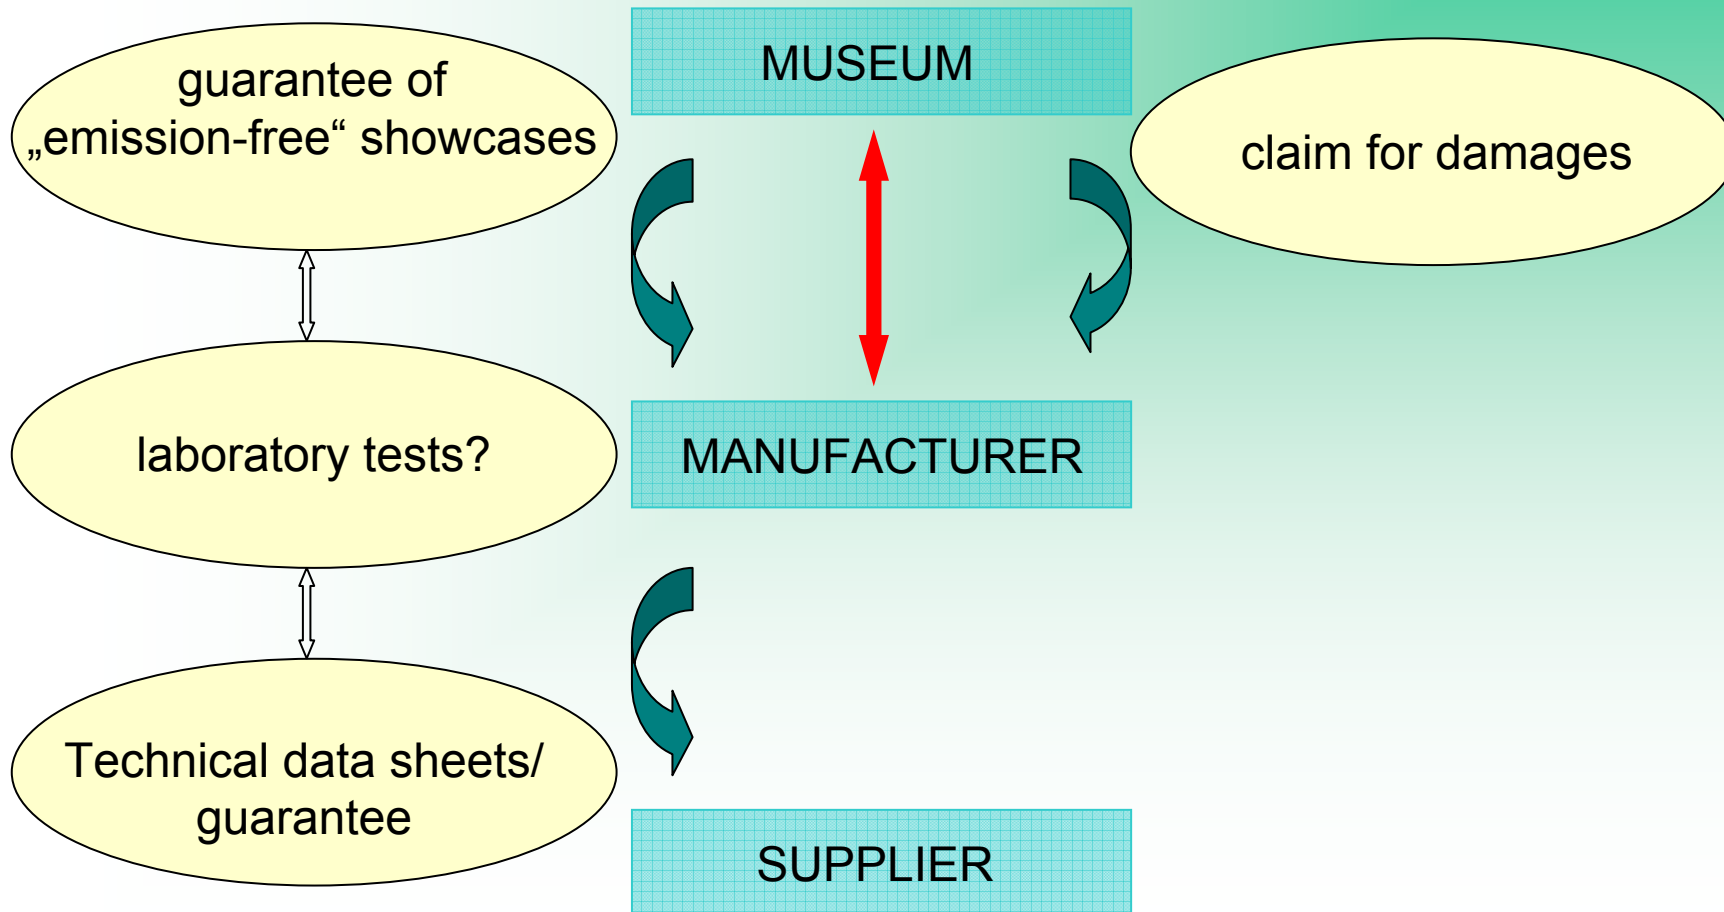 guarantee of
„emission-free“ showcases
MUSEUM
claim for damages
laboratory tests?
MANUFACTURER
Technical data sheets/
guarantee
SUPPLIER